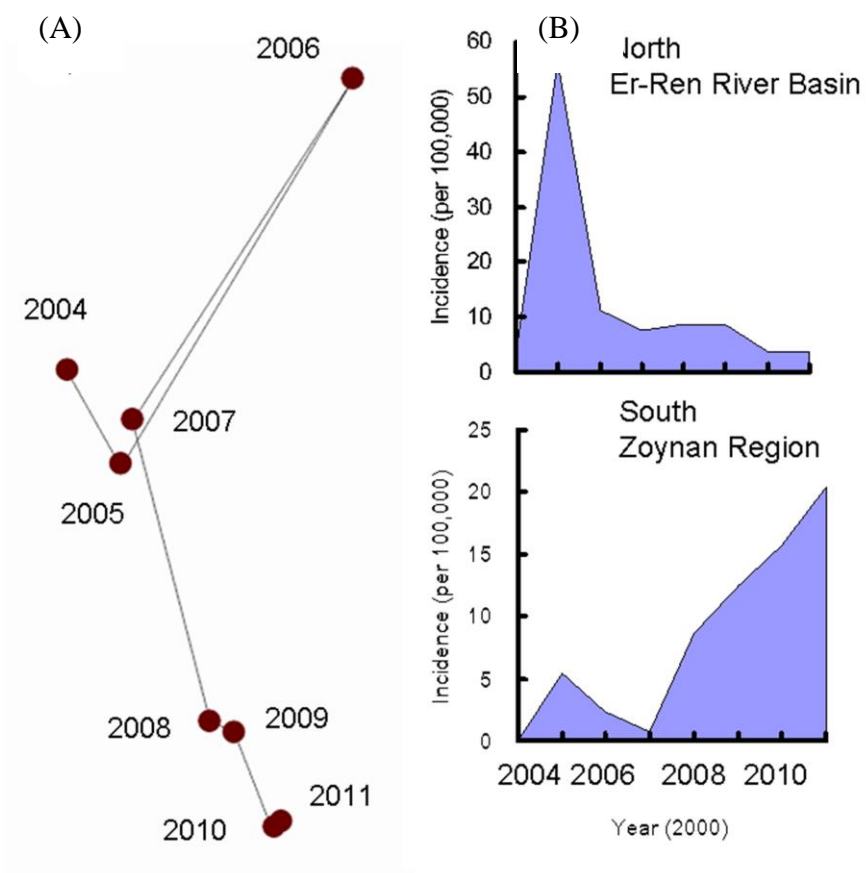 (A)
2006
2004
2007
2005
2008
2009
2011
2010
(B)
North
Er-Ren River Basin
Incidence (per 100,000)
60
50
40
30
20
10
0
South
Zoynan Region
Incidence (per 100,000)
25
20
15
10
5
0
2004 2006 2008 2010
Year (2000)